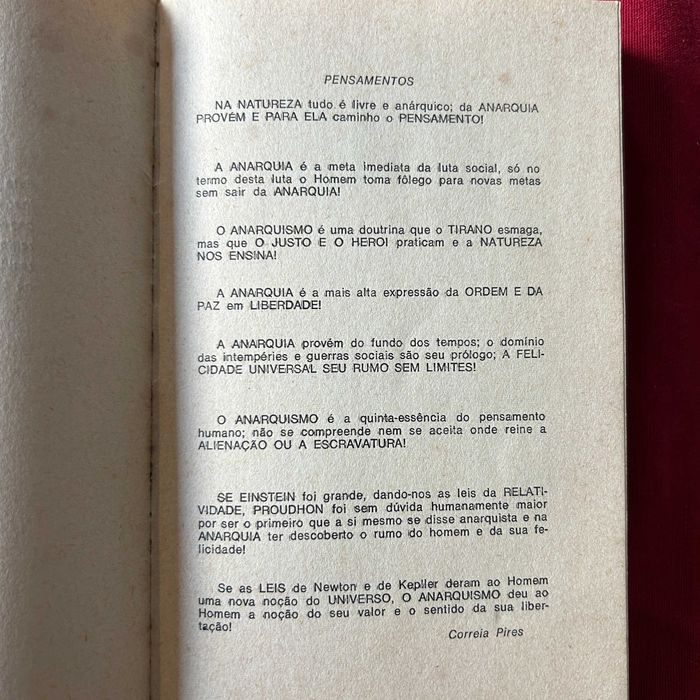 PENSAMENTOS
NA NATUREZA tudo é livre e anárquico; da ANARQUIA
PROVÉM E PARA ELA caminho o PENSAMENTO!
A ANARQUIA é a meta imediata da luta social, só no
termo desta luta o Homem toma fôlego para novas metas
sem sair da ANARQUIA!
O ANARQUISMO é uma doutrina que o TIRANO esmaga,
mas que O JUSTO E O HEROI praticam e a NATUREZA
NOS ENSINA!
A ANARQUIA é a mais alta expressão da ORDEM E DA
PAZ em LIBERDADE!
A ANARQUIA provém do fundo dos tempos; o domínio
das intempéries e guerras sociais são seu prólogo; A FELI-
CIDADE UNIVERSAL SEU RUMO SEM LIMITES!
O ANARQUISMO é a quinta-essência do pensamento
humano; não se compreende nem se aceita onde reine a
ALIENAÇÃO OU A ESCRAVATURA!
SE EINSTEIN foi grande, dando-nos as leis da RELATI-
VIDADE, PROUDHON foi sem dúvida humanamente maior
por ser o primeiro que a si mesmo se disse anarquista e na
ANARQUIA ter descoberto o rumo do homem e da sua fe-
licidade!
Se as LEIS de Newton e de Kepller deram ao Homem
uma nova noção do UNIVERSO, O ANARQUISMO deu ao
Homem a noção do seu valor e o sentido da sua liber-
tação!
Correia Pires